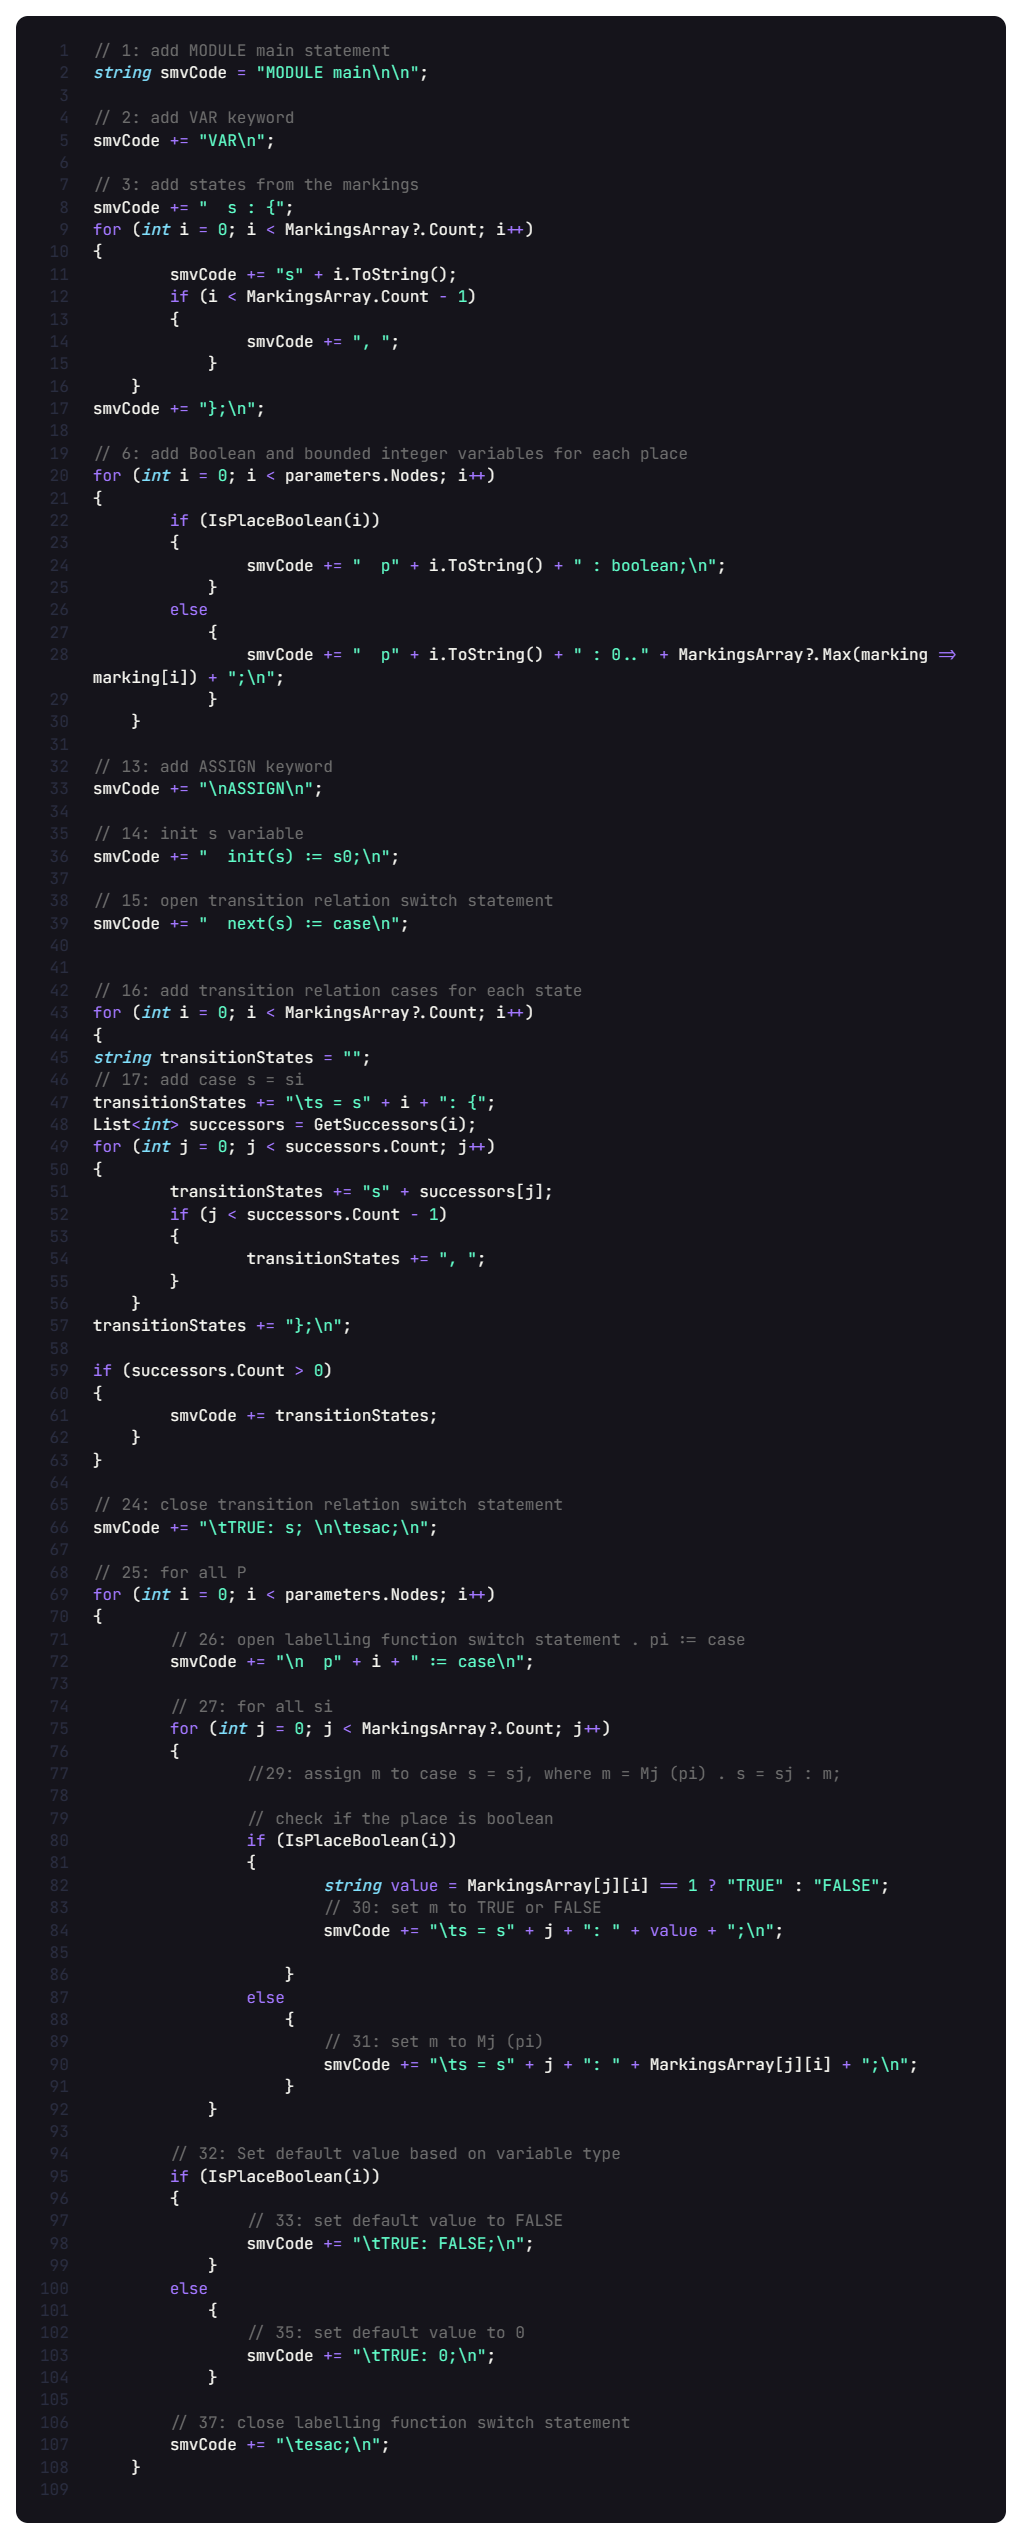 1 // 1: add MODULE main statement
2 string smvCode = "MODULE main\n\n";
3
4 // 2: add VAR keyword
5 smvCode += "VAR\n";
6
7 // 3: add states from the markings
8 smvCode += "  s : {";
9 for (int i = 0; i < MarkingsArray?.Count; i++)
10 {
11         smvCode += "s" + i.ToString();
12         if (i < MarkingsArray.Count - 1)
13         {
14                 smvCode += ", ";
15             }
16     }
17 smvCode += "};\n";
18
19 // 6: add Boolean and bounded integer variables for each place
20 for (int i = 0; i < parameters.Nodes; i++)
21 {
22         if (IsPlaceBoolean(i))
23         {
24                 smvCode += "  p" + i.ToString() + " : boolean;\n";
25             }
26         else
27             {
28                 smvCode += "  p" + i.ToString() + " : 0.." + MarkingsArray?.Max(marking =>
marking[i]) + ";\n";
29             }
30     }
31
32 // 13: add ASSIGN keyword
33 smvCode += "\nASSIGN\n";
34
35 // 14: init s variable
36 smvCode += "  init(s) := s0;\n";
37
38 // 15: open transition relation switch statement
39 smvCode += "  next(s) := case\n";
40
41
42 // 16: add transition relation cases for each state
43 for (int i = 0; i < MarkingsArray?.Count; i++)
44 {
45 string transitionStates = "";
46 // 17: add case s = si
47 transitionStates += "\ts = s" + i + ": {";
48 List<int> successors = GetSuccessors(i);
49 for (int j = 0; j < successors.Count; j++)
50 {
51         transitionStates += "s" + successors[j];
52         if (j < successors.Count - 1)
53         {
54                 transitionStates += ", ";
55         }
56     }
57 transitionStates += "};\n";
58
59 if (successors.Count > 0)
60 {
61         smvCode += transitionStates;
62     }
63 }
64
65 // 24: close transition relation switch statement
66 smvCode += "\tTRUE: s; \n\tesac;\n";
67
68 // 25: for all P
69 for (int i = 0; i < parameters.Nodes; i++)
70 {
71         // 26: open labelling function switch statement . pi := case
72         smvCode += "\n  p" + i + " := case\n";
73
74         // 27: for all si
75         for (int j = 0; j < MarkingsArray?.Count; j++)
76         {
77                 //29: assign m to case s = sj, where m = Mj (pi) . s = sj : m;
78
79                 // check if the place is boolean
80                 if (IsPlaceBoolean(i))
81                 {
82                         string value = MarkingsArray[j][i] == 1 ? "TRUE" : "FALSE";
83                         // 30: set m to TRUE or FALSE
84                         smvCode += "\ts = s" + j + ": " + value + ";\n";
85
86                     }
87                 else
88                     {
89                         // 31: set m to Mj (pi)
90                         smvCode += "\ts = s" + j + ": " + MarkingsArray[j][i] + ";\n";
91                     }
92             }
93
94         // 32: Set default value based on variable type
95         if (IsPlaceBoolean(i))
96         {
97                 // 33: set default value to FALSE
98                 smvCode += "\tTRUE: FALSE;\n";
99             }
100         else
101             {
102                 // 35: set default value to 0
103                 smvCode += "\tTRUE: 0;\n";
104             }
105
106         // 37: close labelling function switch statement
107         smvCode += "\tesac;\n";
108     }
109